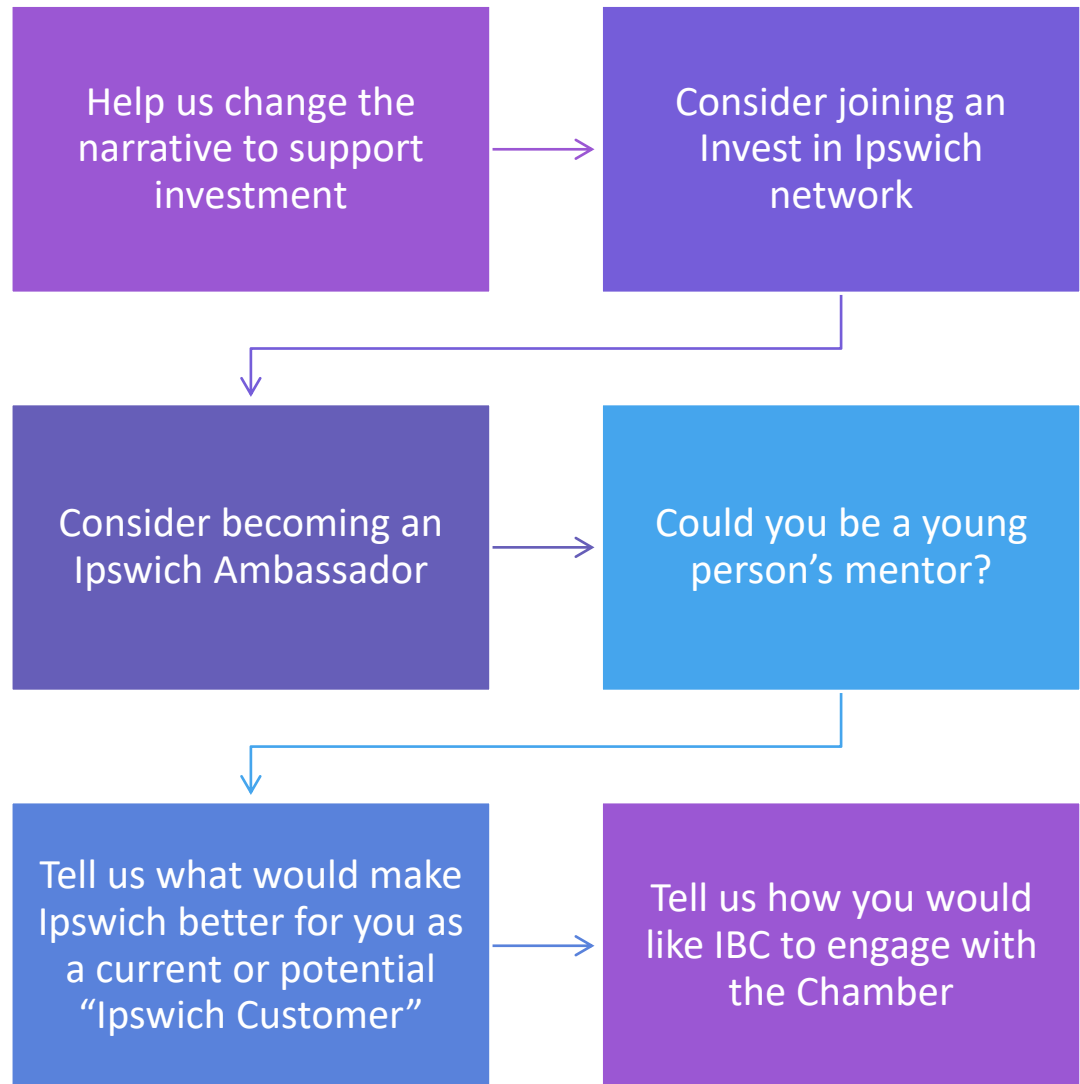 Help us change the
narrative to support
investment
Consider joining an
Invest in Ipswich
network
Consider becoming an
Ipswich Ambassador
Could you be a young
person’s mentor?
Tell us what would make
Ipswich better for you as
a current or potential
“Ipswich Customer”
Tell us how you would
like IBC to engage with
the Chamber